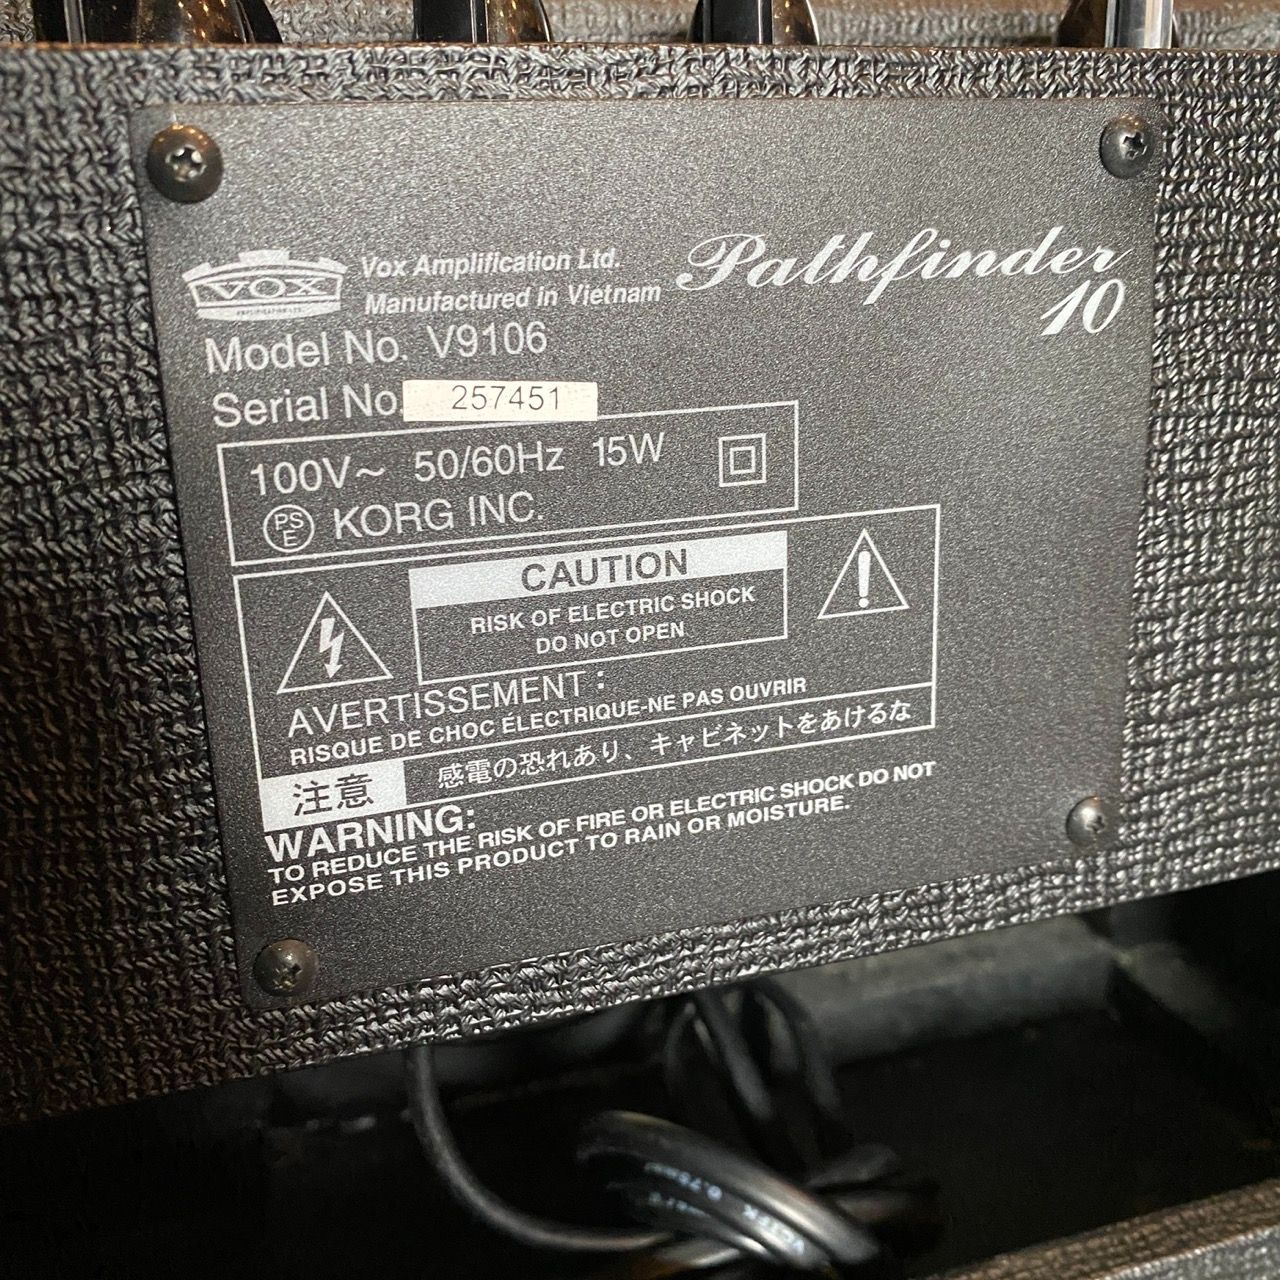 VOX
AMPLIFICATION LTD.
Vox Amplification Ltd.
Manufactured in Vietnam
Pathfinder
10
Model No. V9106
Serial No. 257451
100V~ 50/60Hz 15W
PS
E
KORG INC.
CAUTION
RISK OF ELECTRIC SHOCK
DO NOT OPEN
AVERTISSEMENT :
RISQUE DE CHOC ÉLECTRIQUE-NE PAS OUVRIR
注意
感電の恐れあり、キャビネットをあけるな
WARNING:
TO REDUCE THE RISK OF FIRE OR ELECTRIC SHOCK DO NOT
EXPOSE THIS PRODUCT TO RAIN OR MOISTURE.